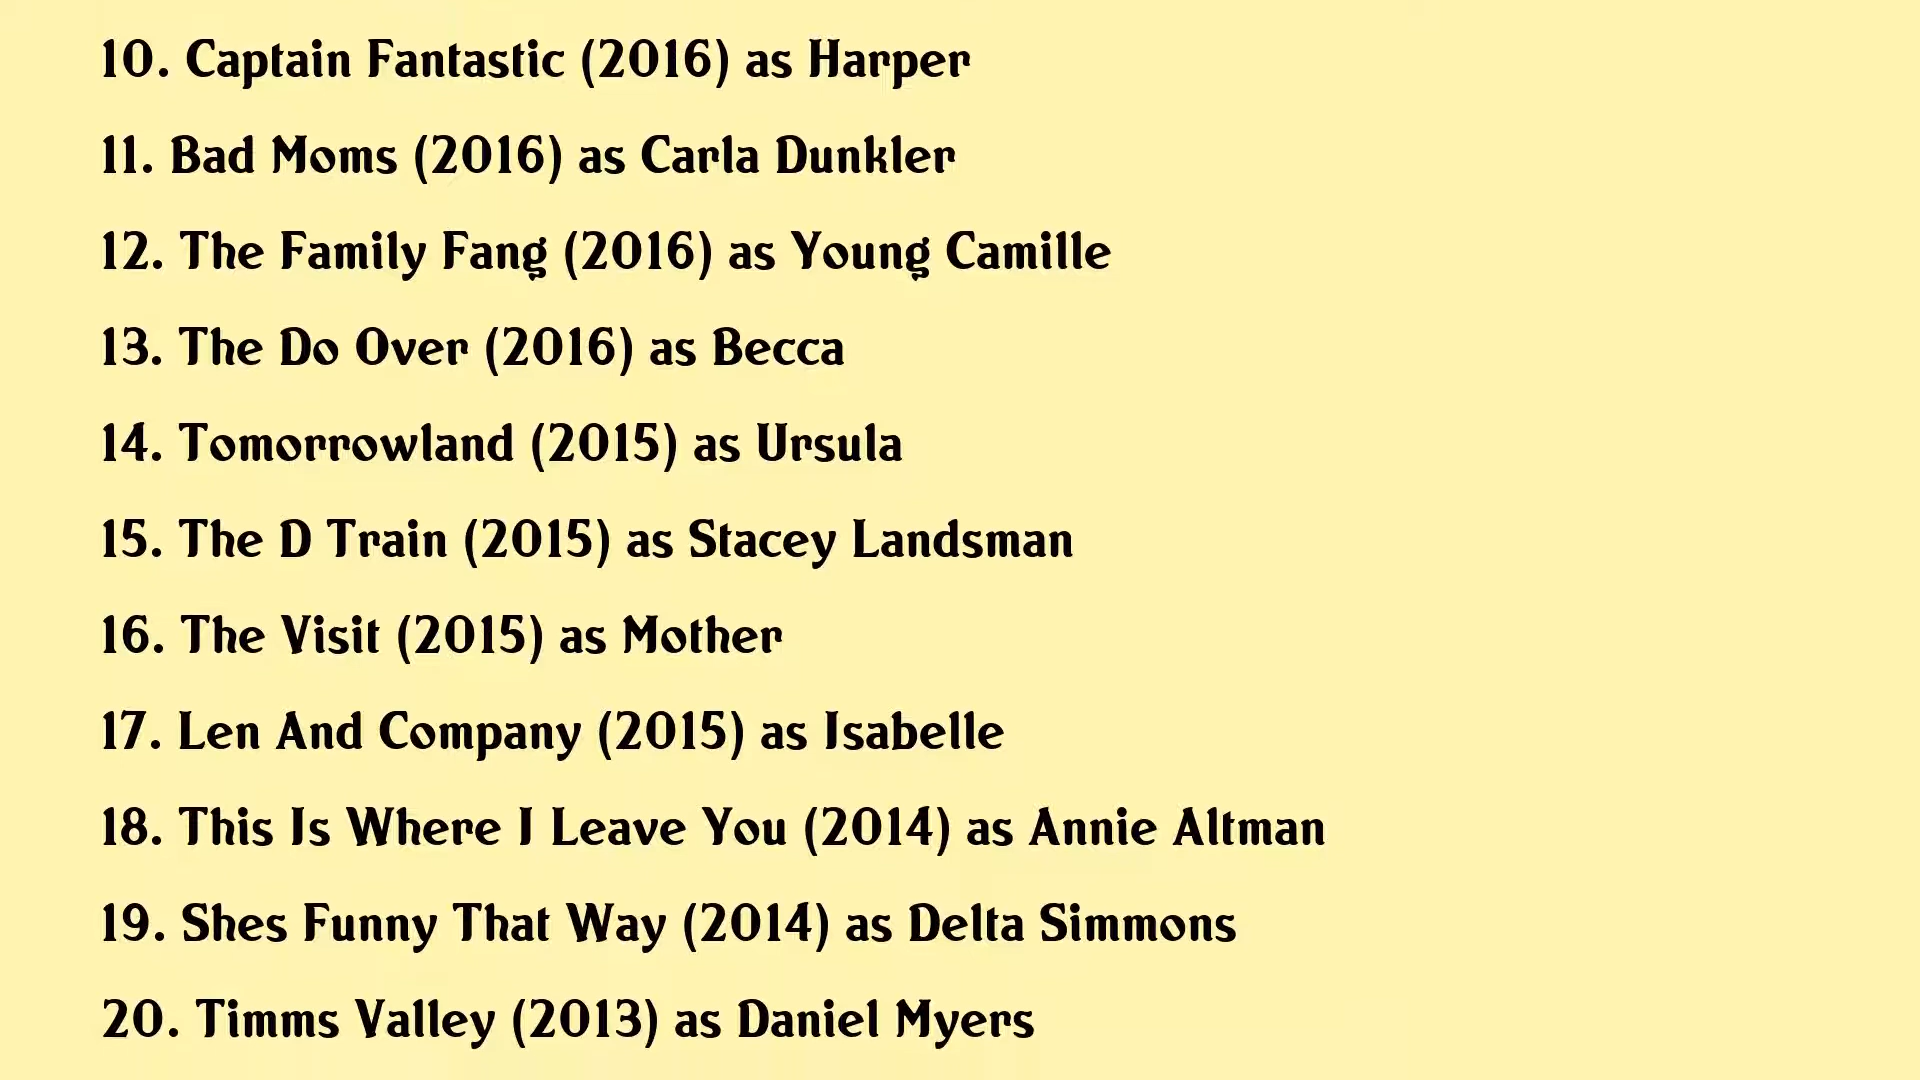 10. Captain Fantastic (2016) as Harper
11. Bad Moms (2016) as Carla Dunkler
12. The Family Fang (2016) as Young Camille
13. The Do Over (2016) as Becca
14. Tomorrowland (2015) as Ursula
15. The D Train (2015) as Stacey Landsman
16. The Visit (2015) as Mother
17. Len And Company (2015) as Isabelle
18. This Is Where I Leave You (2014) as Annie Altman
19. Shes Funny That Way (2014) as Delta Simmons
20. Timms Valley (2013) as Daniel Myers